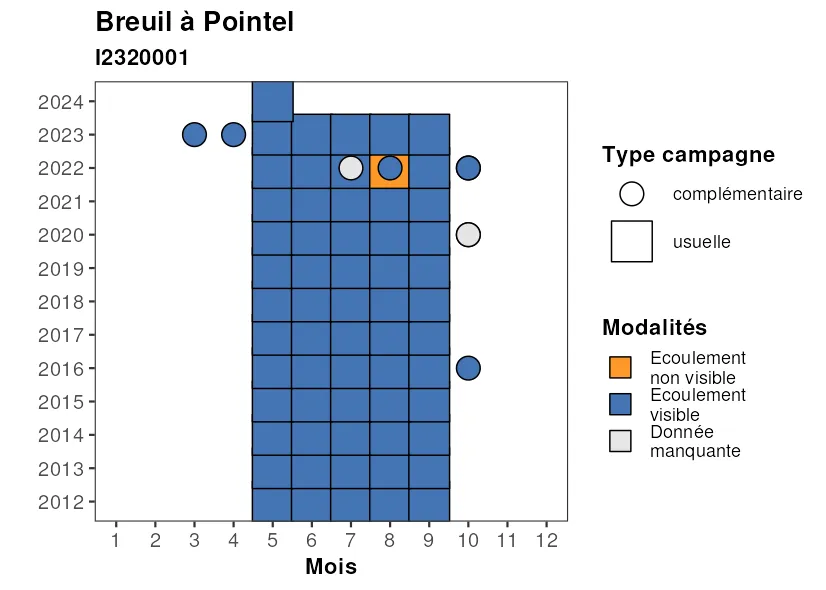 Breuil à Pointel
I2320001
2024
2023
2022
2021
2020
2019
2018
2017
2016
2015
2014
2013
2012
1 2 3 4 5 6 7 8 9 10 11 12
Mois
Type campagne
complémentaire
usuelle
Modalités
Ecoulement
non visible
Ecoulement
visible
Donnée
manquante